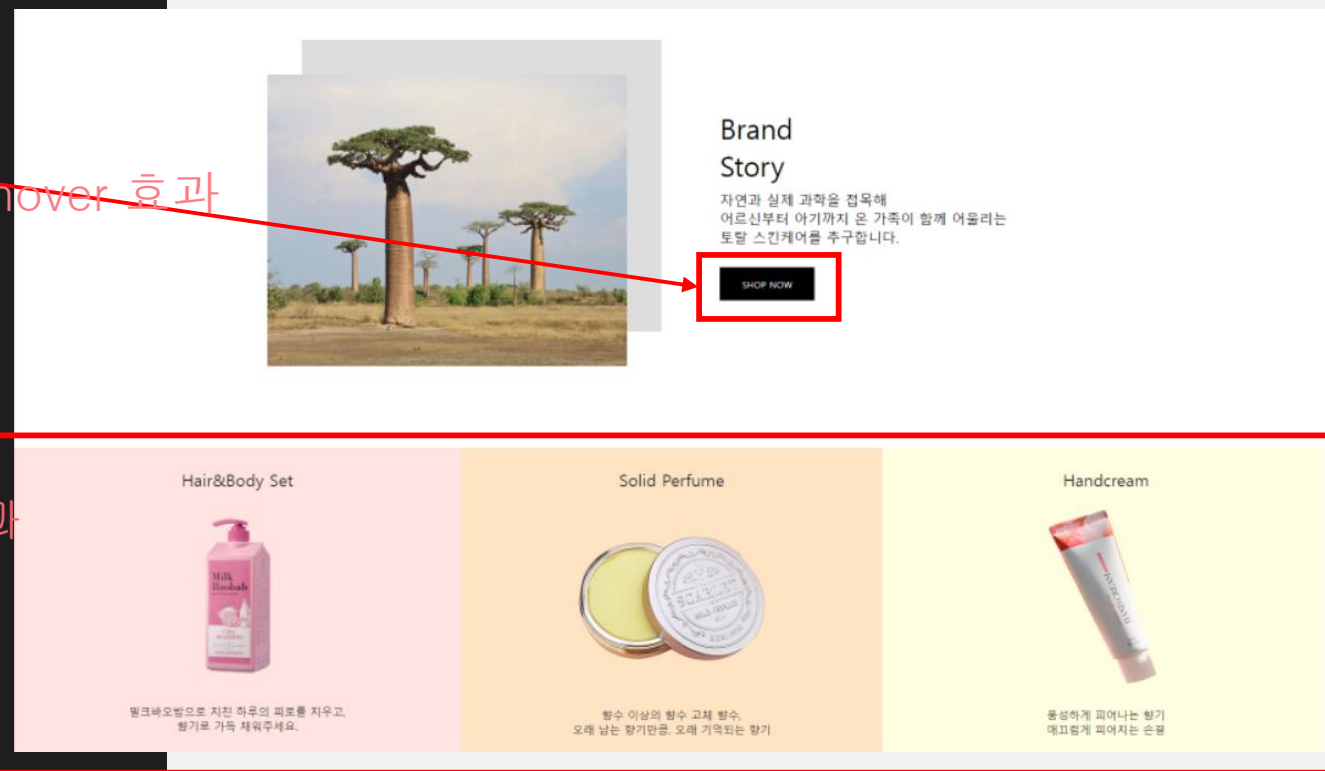 Brand
Story
자연과 실제 과학을 접목해
어르신부터 아기까지 온 가족이 함께 어울리는
토탈 스킨케어를 추구합니다.
hover 효과
SHOP NOW
Hair&Body Set
Solid Perfume
Handcream
과
Milk
Baobab
SCARLET
HAND CREAM
밀크바오밥으로 지친 하루의 피로를 지우고,
향기로 가득 채워주세요.
향수 이상의 향수 고체 향수,
오래 남는 향기만큼, 오래 기억되는 향기
풍성하게 피어나는 향기
매끄럽게 피어지는 손결